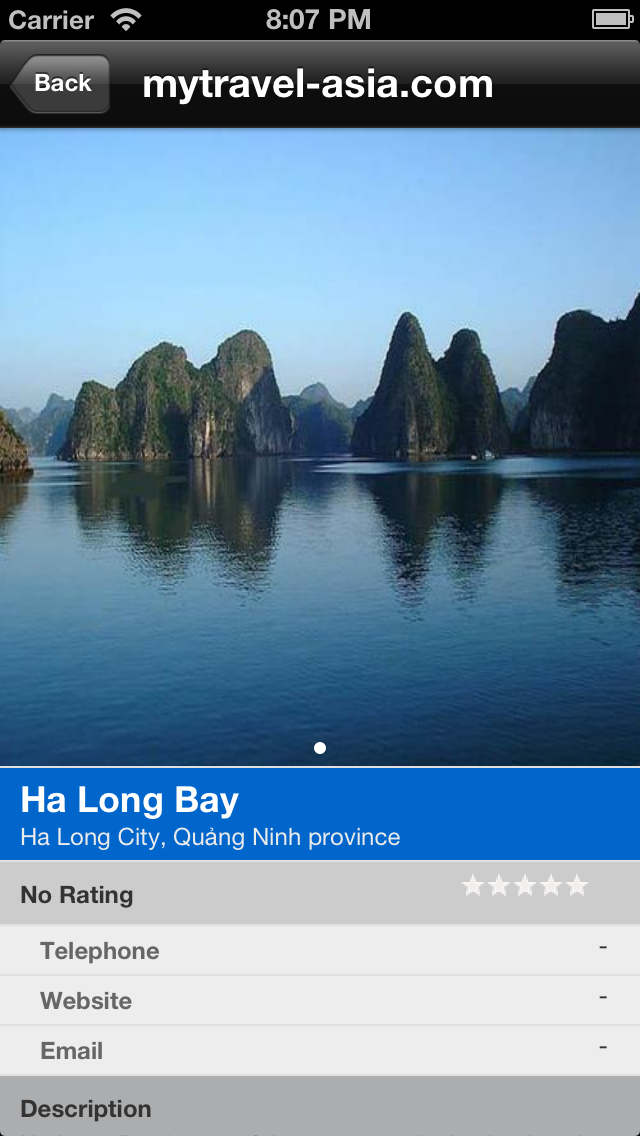 Carrier 8:07 PM
Back mytravel-asia.com
Ha Long Bay
Ha Long City, Quảng Ninh province
No Rating
Telephone -
Website -
Email -
Description